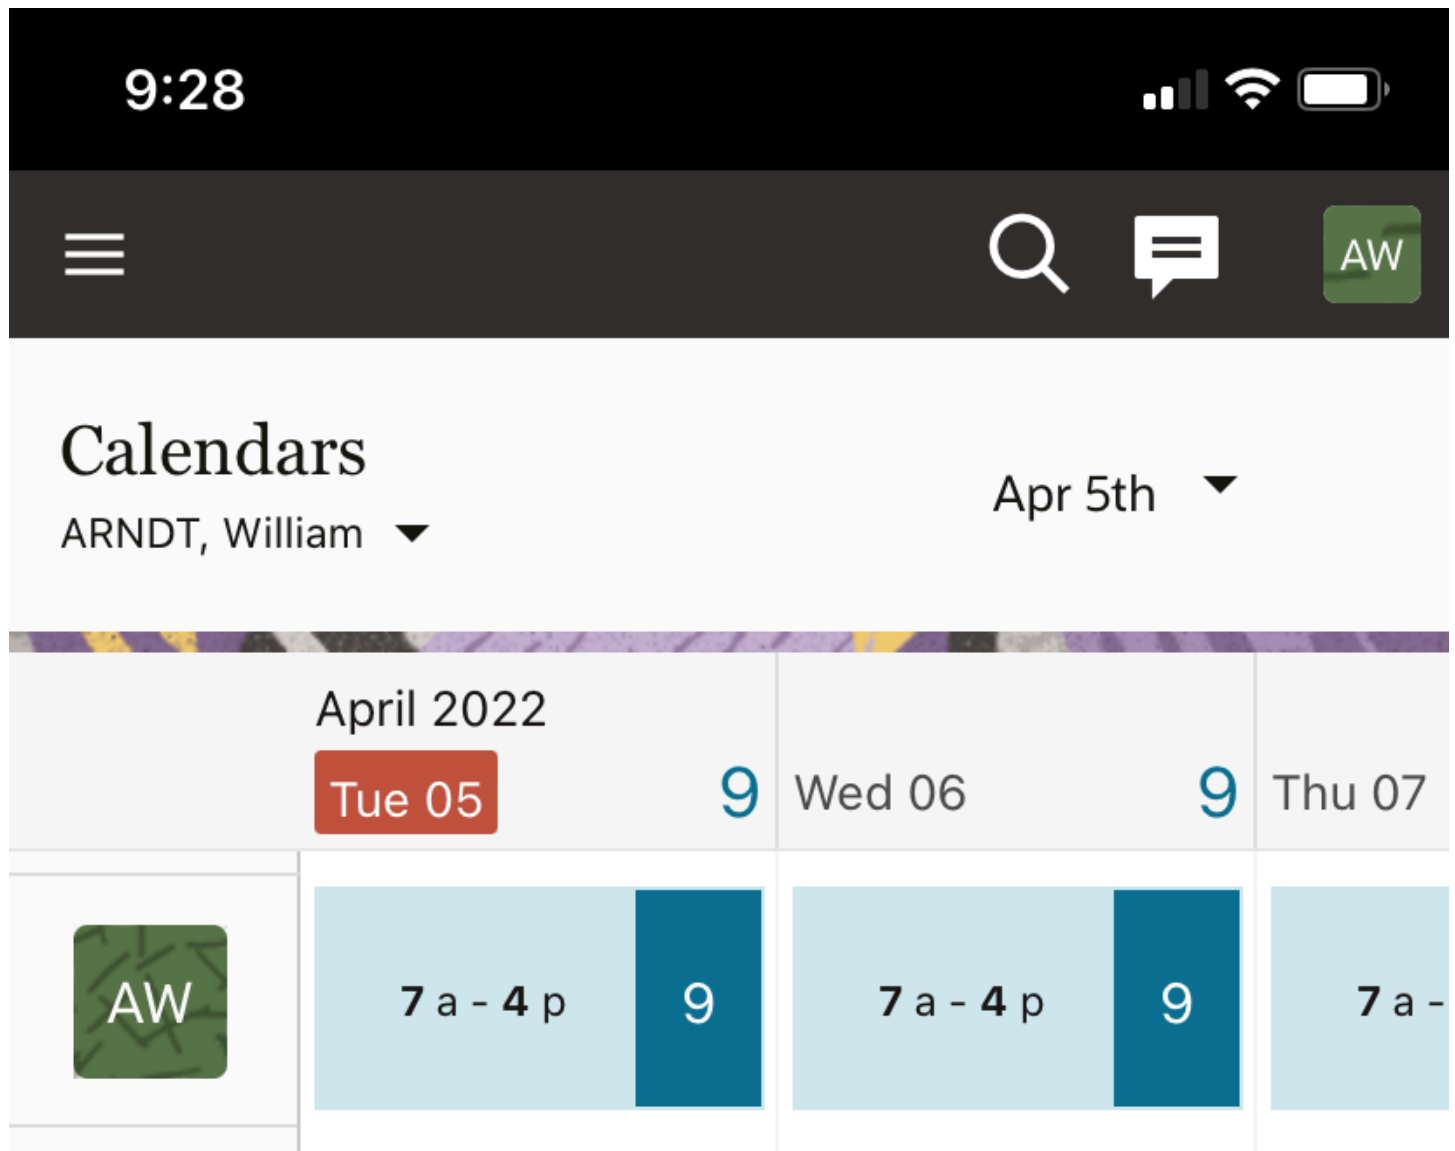 9:28
AW
Calendars
ARNDT, William
Apr 5th
April 2022
Tue 05 9 Wed 06 9 Thu 07
AW 7 a - 4 p 9 7 a - 4 p 9 7 a -